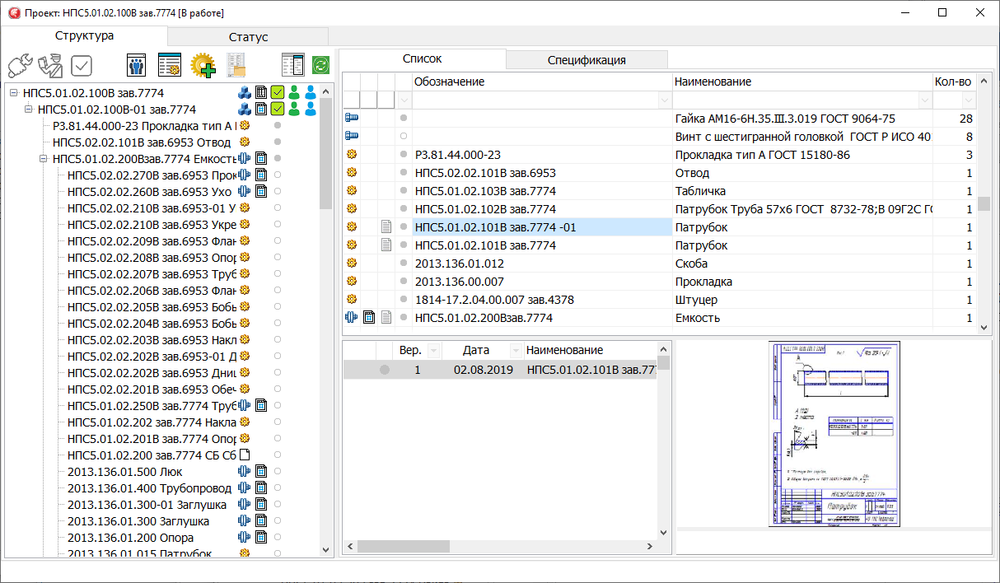 Проект: НПС5.01.02.100В зав.7774 [В работе]
Структура
Статус
НПС5.01.02.100В зав.7774
НПС5.01.02.100В-01 зав.7774
Р3.81.44.000-23 Прокладка тип А
НПС5.02.02.101В зав.6953 Отвод
НПС5.01.02.200Взав.7774 Емкость
НПС5.02.02.270В зав.6953 Прок
НПС5.02.02.260В зав.6953 Ухо
НПС5.02.02.210В зав.6953-01 У
НПС5.02.02.210В зав.6953 Укре
НПС5.02.02.209В зав.6953 Флан
НПС5.02.02.208В зав.6953 Опор
НПС5.02.02.207В зав.6953 Труб
НПС5.02.02.206В зав.6953 Флан
НПС5.02.02.205В зав.6953 Бобы
НПС5.02.02.204В зав.6953 Бобы
НПС5.02.02.203В зав.6953 Накл
НПС5.02.02.202В зав.6953-01 Д
НПС5.02.02.202В зав.6953 Дни
НПС5.02.02.201В зав.6953 Обеч
НПС5.01.02.250В зав.7774 Труб
НПС5.01.02.202 зав.7774 Накла
НПС5.01.02.201В зав.7774 Опор
НПС5.01.02.200 зав.7774 СБ Сб
2013.136.01.500 Люк
2013.136.01.400 Трубопровод
2013.136.01.300-01 Заглушка
2013.136.01.300 Заглушка
2013.136.01.200 Опора
2013.136.01.015 Патрубок
Список
Спецификация
Обозначение Наименование Кол-во
Гайка АМ16-6Н.35.III.3.019 ГОСТ 9064-75 28
Винт с шестигранной головкой ГОСТ Р ИСО 40 8
Р3.81.44.000-23 Прокладка тип А ГОСТ 15180-86 3
НПС5.02.02.101В зав.6953 Отвод 1
НПС5.01.02.103В зав.7774 Табличка 1
НПС5.01.02.102В зав.7774 Патрубок Труба 57х6 ГОСТ 8732-78;В 09Г2С ГО 1
НПС5.01.02.101В зав.7774 -01 Патрубок 1
НПС5.01.02.101В зав.7774 Патрубок 1
2013.136.01.012 Скоба 1
2013.136.00.007 Прокладка 1
1814-17.2.04.00.007 зав.4378 Штуцер 1
НПС5.01.02.200Взав.7774 Емкость 1
Вер. Дата Наименование
1 02.08.2019 НПС5.01.02.101В зав.77
А
2 места
НПС5.01.02.101В зав.7774
Патрубок